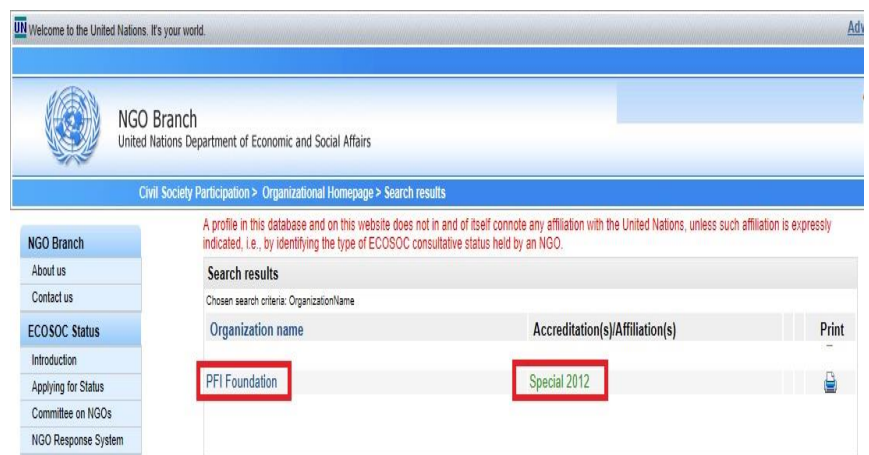 UN Welcome to the United Nations. It's your world.
Adv
NGO Branch
United Nations Department of Economic and Social Affairs
Civil Society Participation > Organizational Homepage > Search results
A profile in this database and on this website does not in and of itself connote any affiliation with the United Nations, unless such affiliation is expressly
indicated, i.e., by identifying the type of ECOSOC consultative status held by an NGO.
NGO Branch
About us
Contact us
ECOSOC Status
Introduction
Applying for Status
Committee on NGOs
NGO Response System
Search results
Chosen search criteria: OrganizationName
Organization name Accreditation(s)/Affiliation(s) Print
PFI Foundation Special 2012